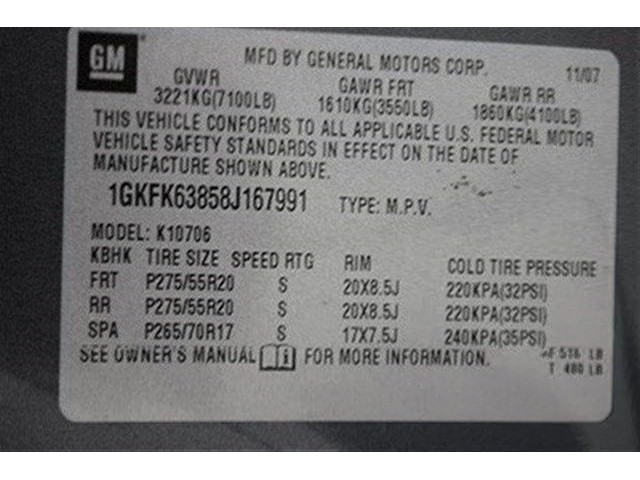 GM
MFD BY GENERAL MOTORS CORP. 11/07
GVWR GAWR FRT GAWR RR
3221KG(7100LB) 1610KG(3550LB) 1860KG(4100LB)
THIS VEHICLE CONFORMS TO ALL APPLICABLE U.S. FEDERAL MOTOR
VEHICLE SAFETY STANDARDS IN EFFECT ON THE DATE OF
MANUFACTURE SHOWN ABOVE.
1GKFK63858J167991 TYPE: M.P.V.
MODEL: K10706
KBHK TIRE SIZE SPEED RTG RIM COLD TIRE PRESSURE
FRT P275/55R20 S 20X8.5J 220KPA(32PSI)
RR P275/55R20 S 20X8.5J 220KPA(32PSI)
SPA P265/70R17 S 17X7.5J 240KPA(35PSI)
SEE OWNER'S MANUAL i FOR MORE INFORMATION. LB
T 480 LB